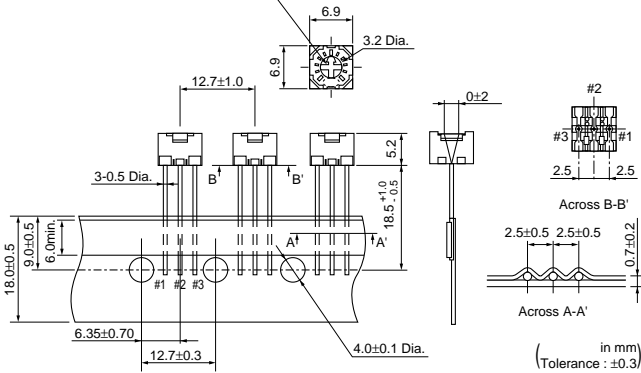 6.9
3.2 Dia.
6.9
12.7±1.0
0±2
#2
#3
#1
5.2
2.5
2.5
B
B'
3-0.5 Dia.
18.5 +1.0 - 0.5
Across B-B'
A
A'
2.5±0.5
2.5±0.5
0.7±0.2
18.0±0.5
9.0±0.5
6.0min.
#1
#2
#3
Across A-A'
6.35±0.70
12.7±0.3
4.0±0.1 Dia.
in mm
Tolerance : ±0.3